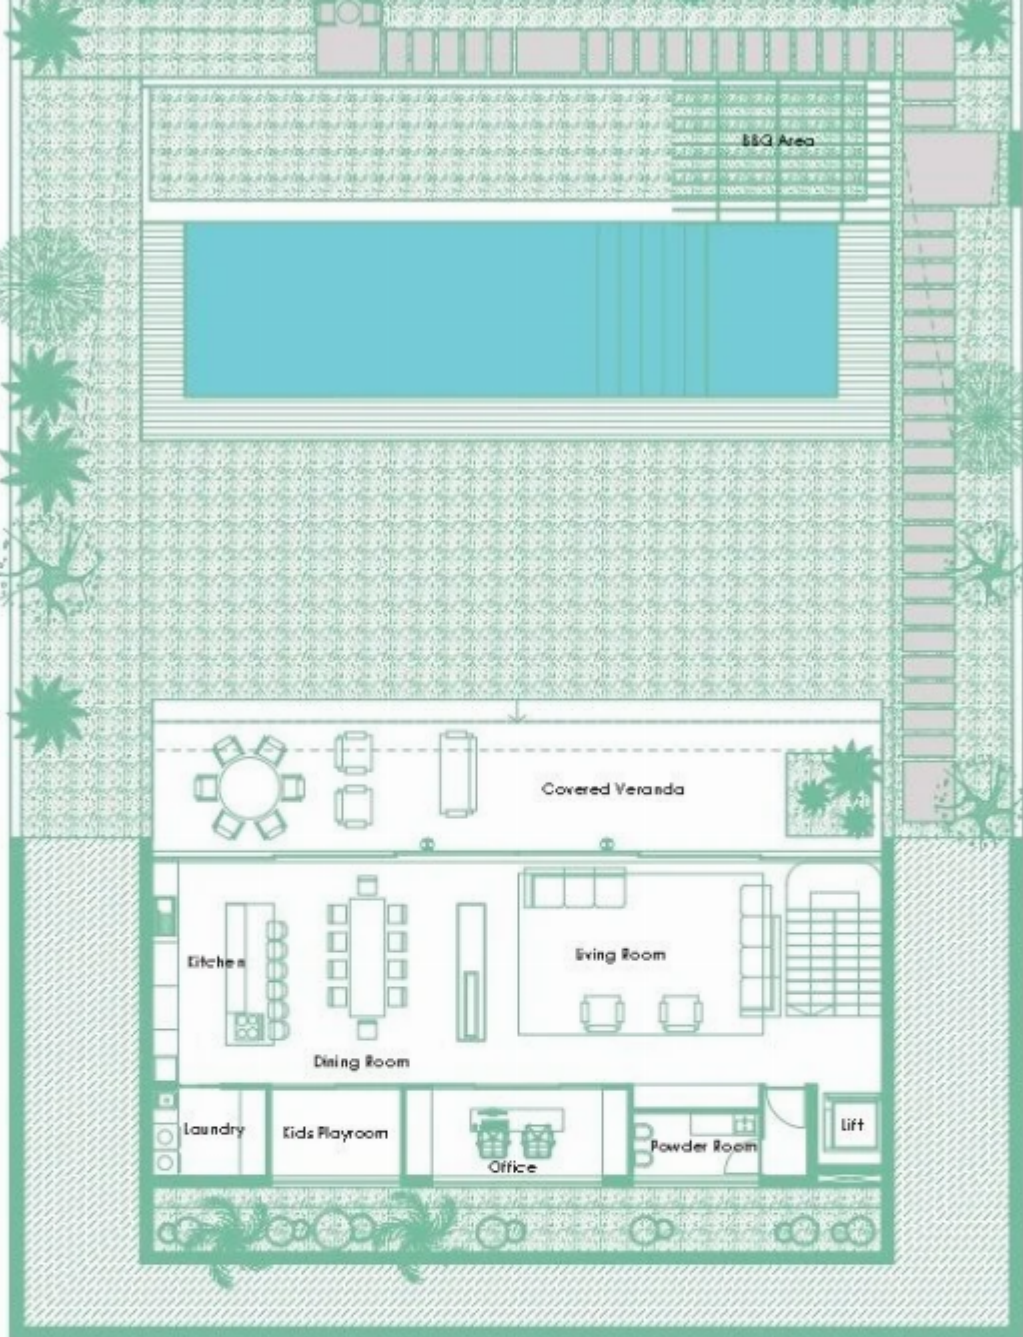 BBQ Area
Covered Veranda
Kitchen
Living Room
Dining Room
Laundry
Kids Playroom
Office
Powder Room
Lift